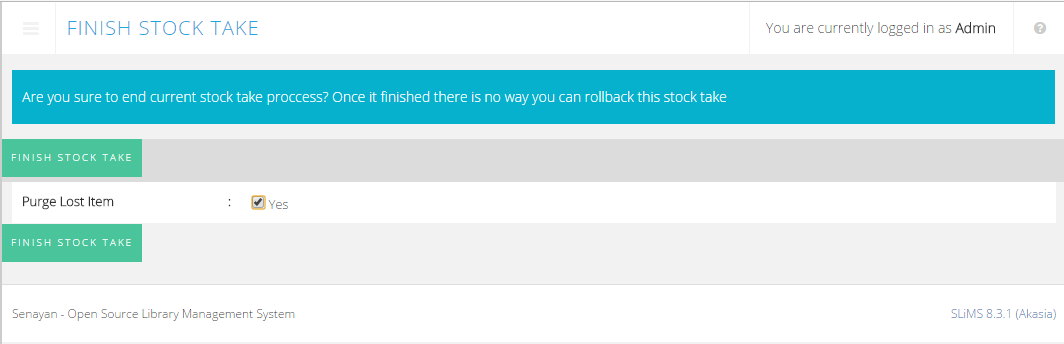 FINISH STOCK TAKE
You are currently logged in as Admin
Are you sure to end current stock take proccess? Once it finished there is no way you can rollback this stock take
FINISH STOCK TAKE
Purge Lost Item : Yes
FINISH STOCK TAKE
Senayan - Open Source Library Management System
SLiMS 8.3.1 (Akasia)